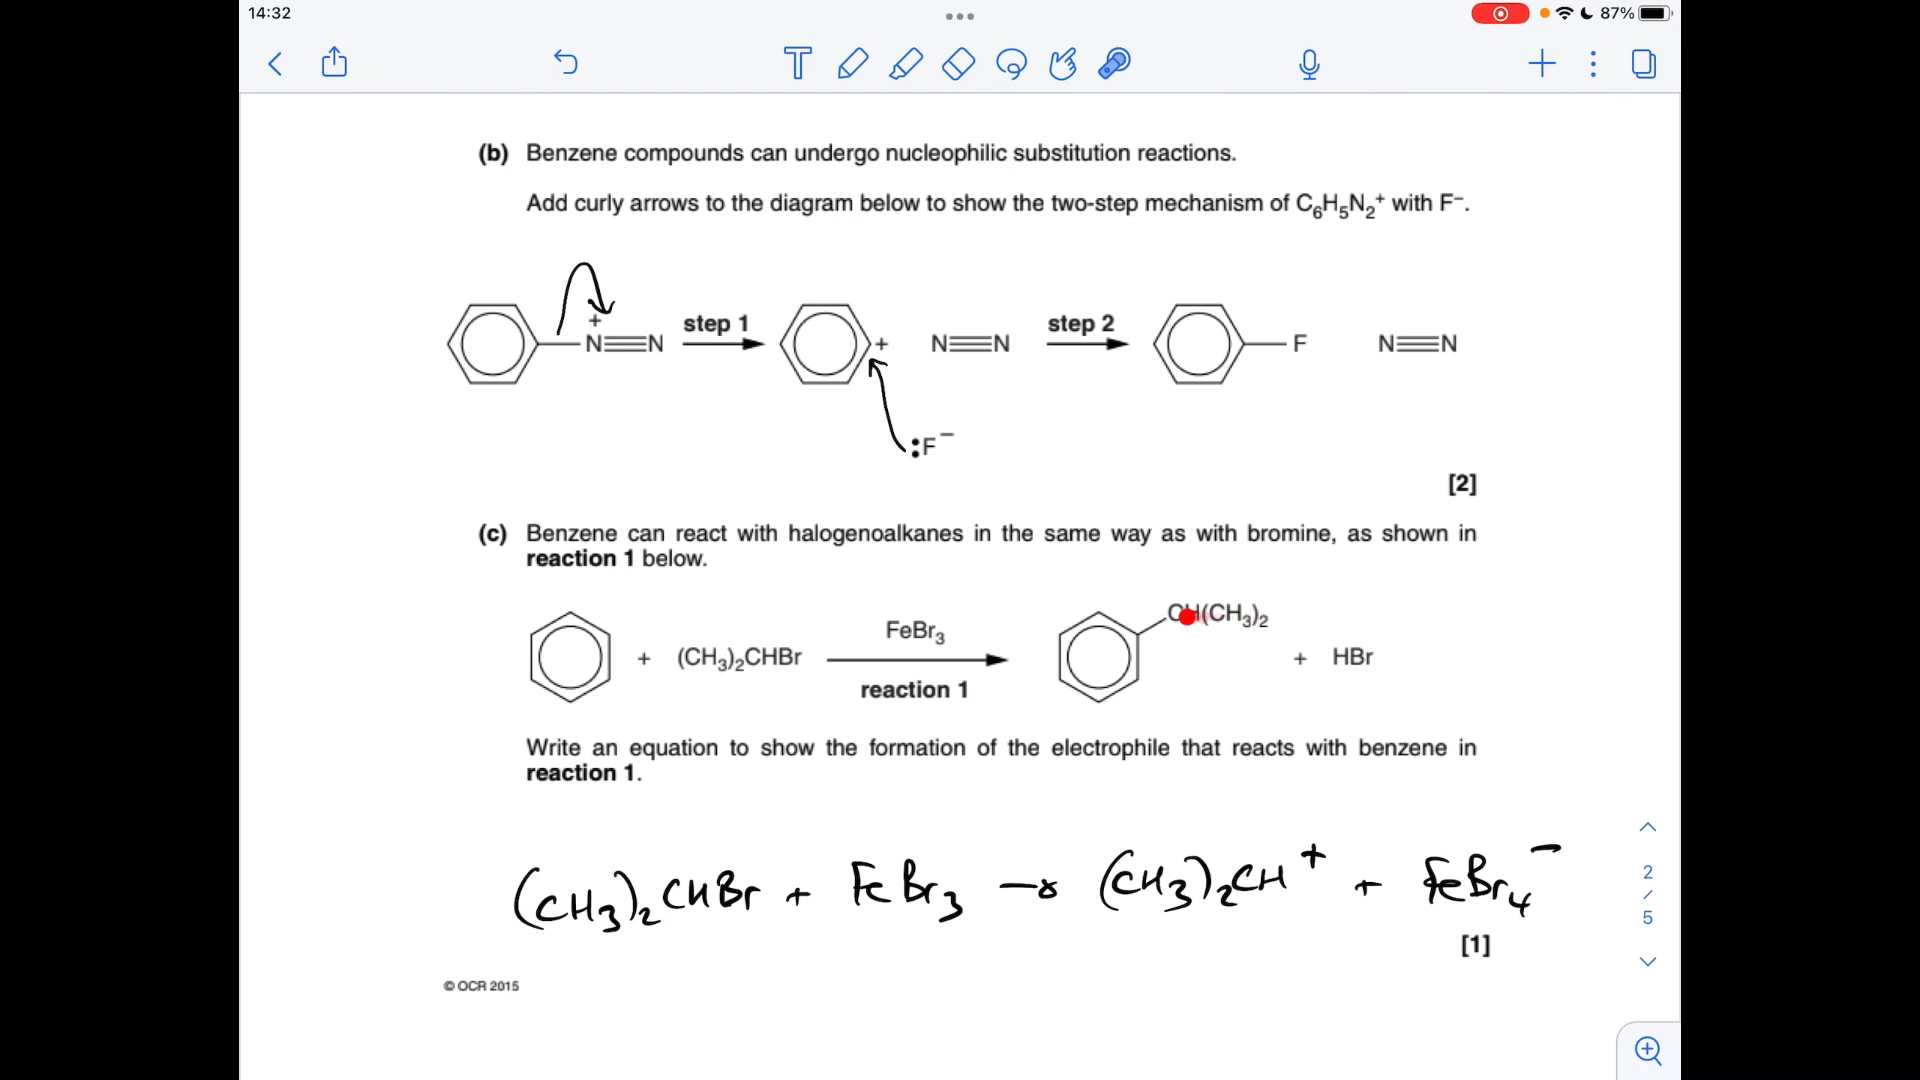 14:32
87%
T
(b) Benzene compounds can undergo nucleophilic substitution reactions.
Add curly arrows to the diagram below to show the two-step mechanism of C₆H₅N₂⁺ with F⁻.
+
N≡N
step 1
+
N≡N
step 2
F
N≡N
:F⁻
[2]
(c) Benzene can react with halogenoalkanes in the same way as with bromine, as shown in
reaction 1 below.
+ (CH₃)₂CHBr
FeBr₃
reaction 1
CH(CH₃)₂
+ HBr
Write an equation to show the formation of the electrophile that reacts with benzene in
reaction 1.
(CH₃)₂CHBr + FeBr₃ → (CH₃)₂CH⁺ + FeBr₄⁻
[1]
© OCR 2015
2
/
5